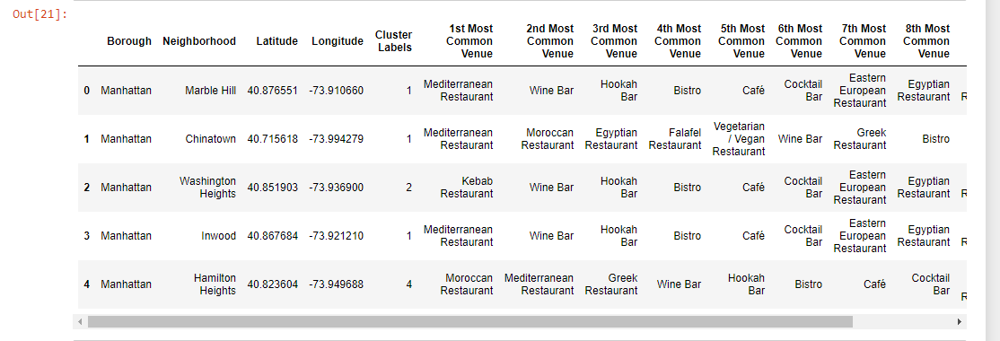 Out[21]:
Borough Neighborhood Latitude Longitude Cluster Labels 1st Most Common Venue 2nd Most Common Venue 3rd Most Common Venue 4th Most Common Venue 5th Most Common Venue 6th Most Common Venue 7th Most Common Venue 8th Most Common Venue
0 Manhattan Marble Hill 40.876551 -73.910660 1 Mediterranean Restaurant Wine Bar Hookah Bar Bistro Café Cocktail Bar Eastern European Restaurant Egyptian Restaurant R
1 Manhattan Chinatown 40.715618 -73.994279 1 Mediterranean Restaurant Moroccan Restaurant Egyptian Restaurant Falafel Restaurant Vegetarian / Vegan Restaurant Wine Bar Greek Restaurant Bistro
2 Manhattan Washington Heights 40.851903 -73.936900 2 Kebab Restaurant Wine Bar Hookah Bar Bistro Café Cocktail Bar Eastern European Restaurant Egyptian Restaurant R
3 Manhattan Inwood 40.867684 -73.921210 1 Mediterranean Restaurant Wine Bar Hookah Bar Bistro Café Cocktail Bar Eastern European Restaurant Egyptian Restaurant R
4 Manhattan Hamilton Heights 40.823604 -73.949688 4 Moroccan Restaurant Mediterranean Restaurant Greek Restaurant Wine Bar Hookah Bar Bistro Café Cocktail Bar R